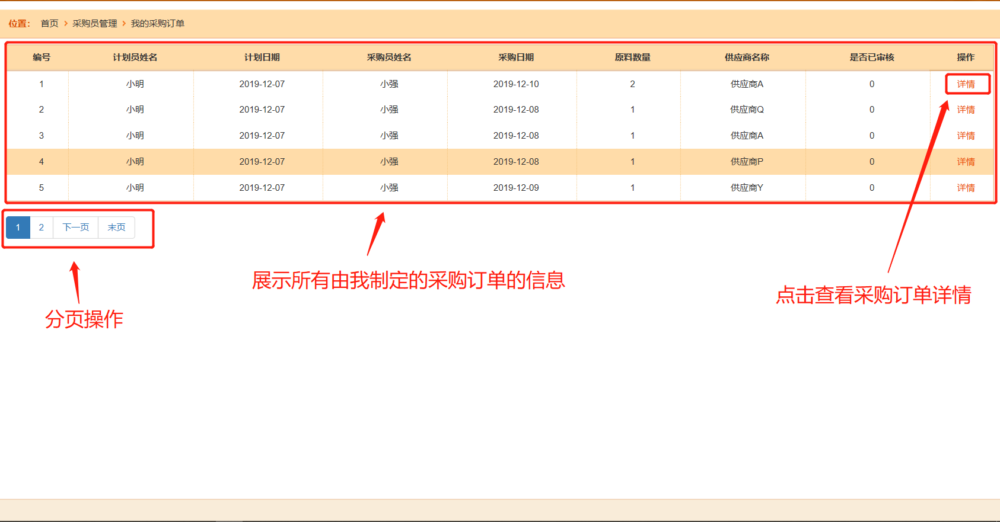 位置： 首页 > 采购员管理 > 我的采购订单
编号 计划员姓名 计划日期 采购员姓名 采购日期 原料数量 供应商名称 是否已审核 操作
1 小明 2019-12-07 小强 2019-12-10 2 供应商A 0 详情
2 小明 2019-12-07 小强 2019-12-08 1 供应商Q 0 详情
3 小明 2019-12-07 小强 2019-12-08 1 供应商A 0 详情
4 小明 2019-12-07 小强 2019-12-08 1 供应商P 0 详情
5 小明 2019-12-07 小强 2019-12-09 1 供应商Y 0 详情
1 2 下一页 末页
展示所有由我制定的采购订单的信息
点击查看采购订单详情
分页操作